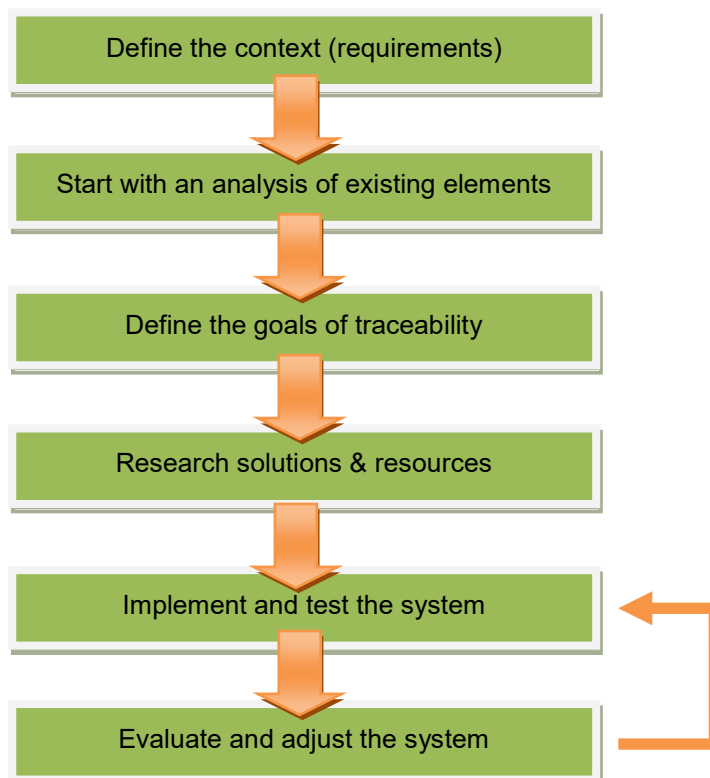 Define the context (requirements)
Start with an analysis of existing elements
Define the goals of traceability
Research solutions & resources
Implement and test the system
Evaluate and adjust the system